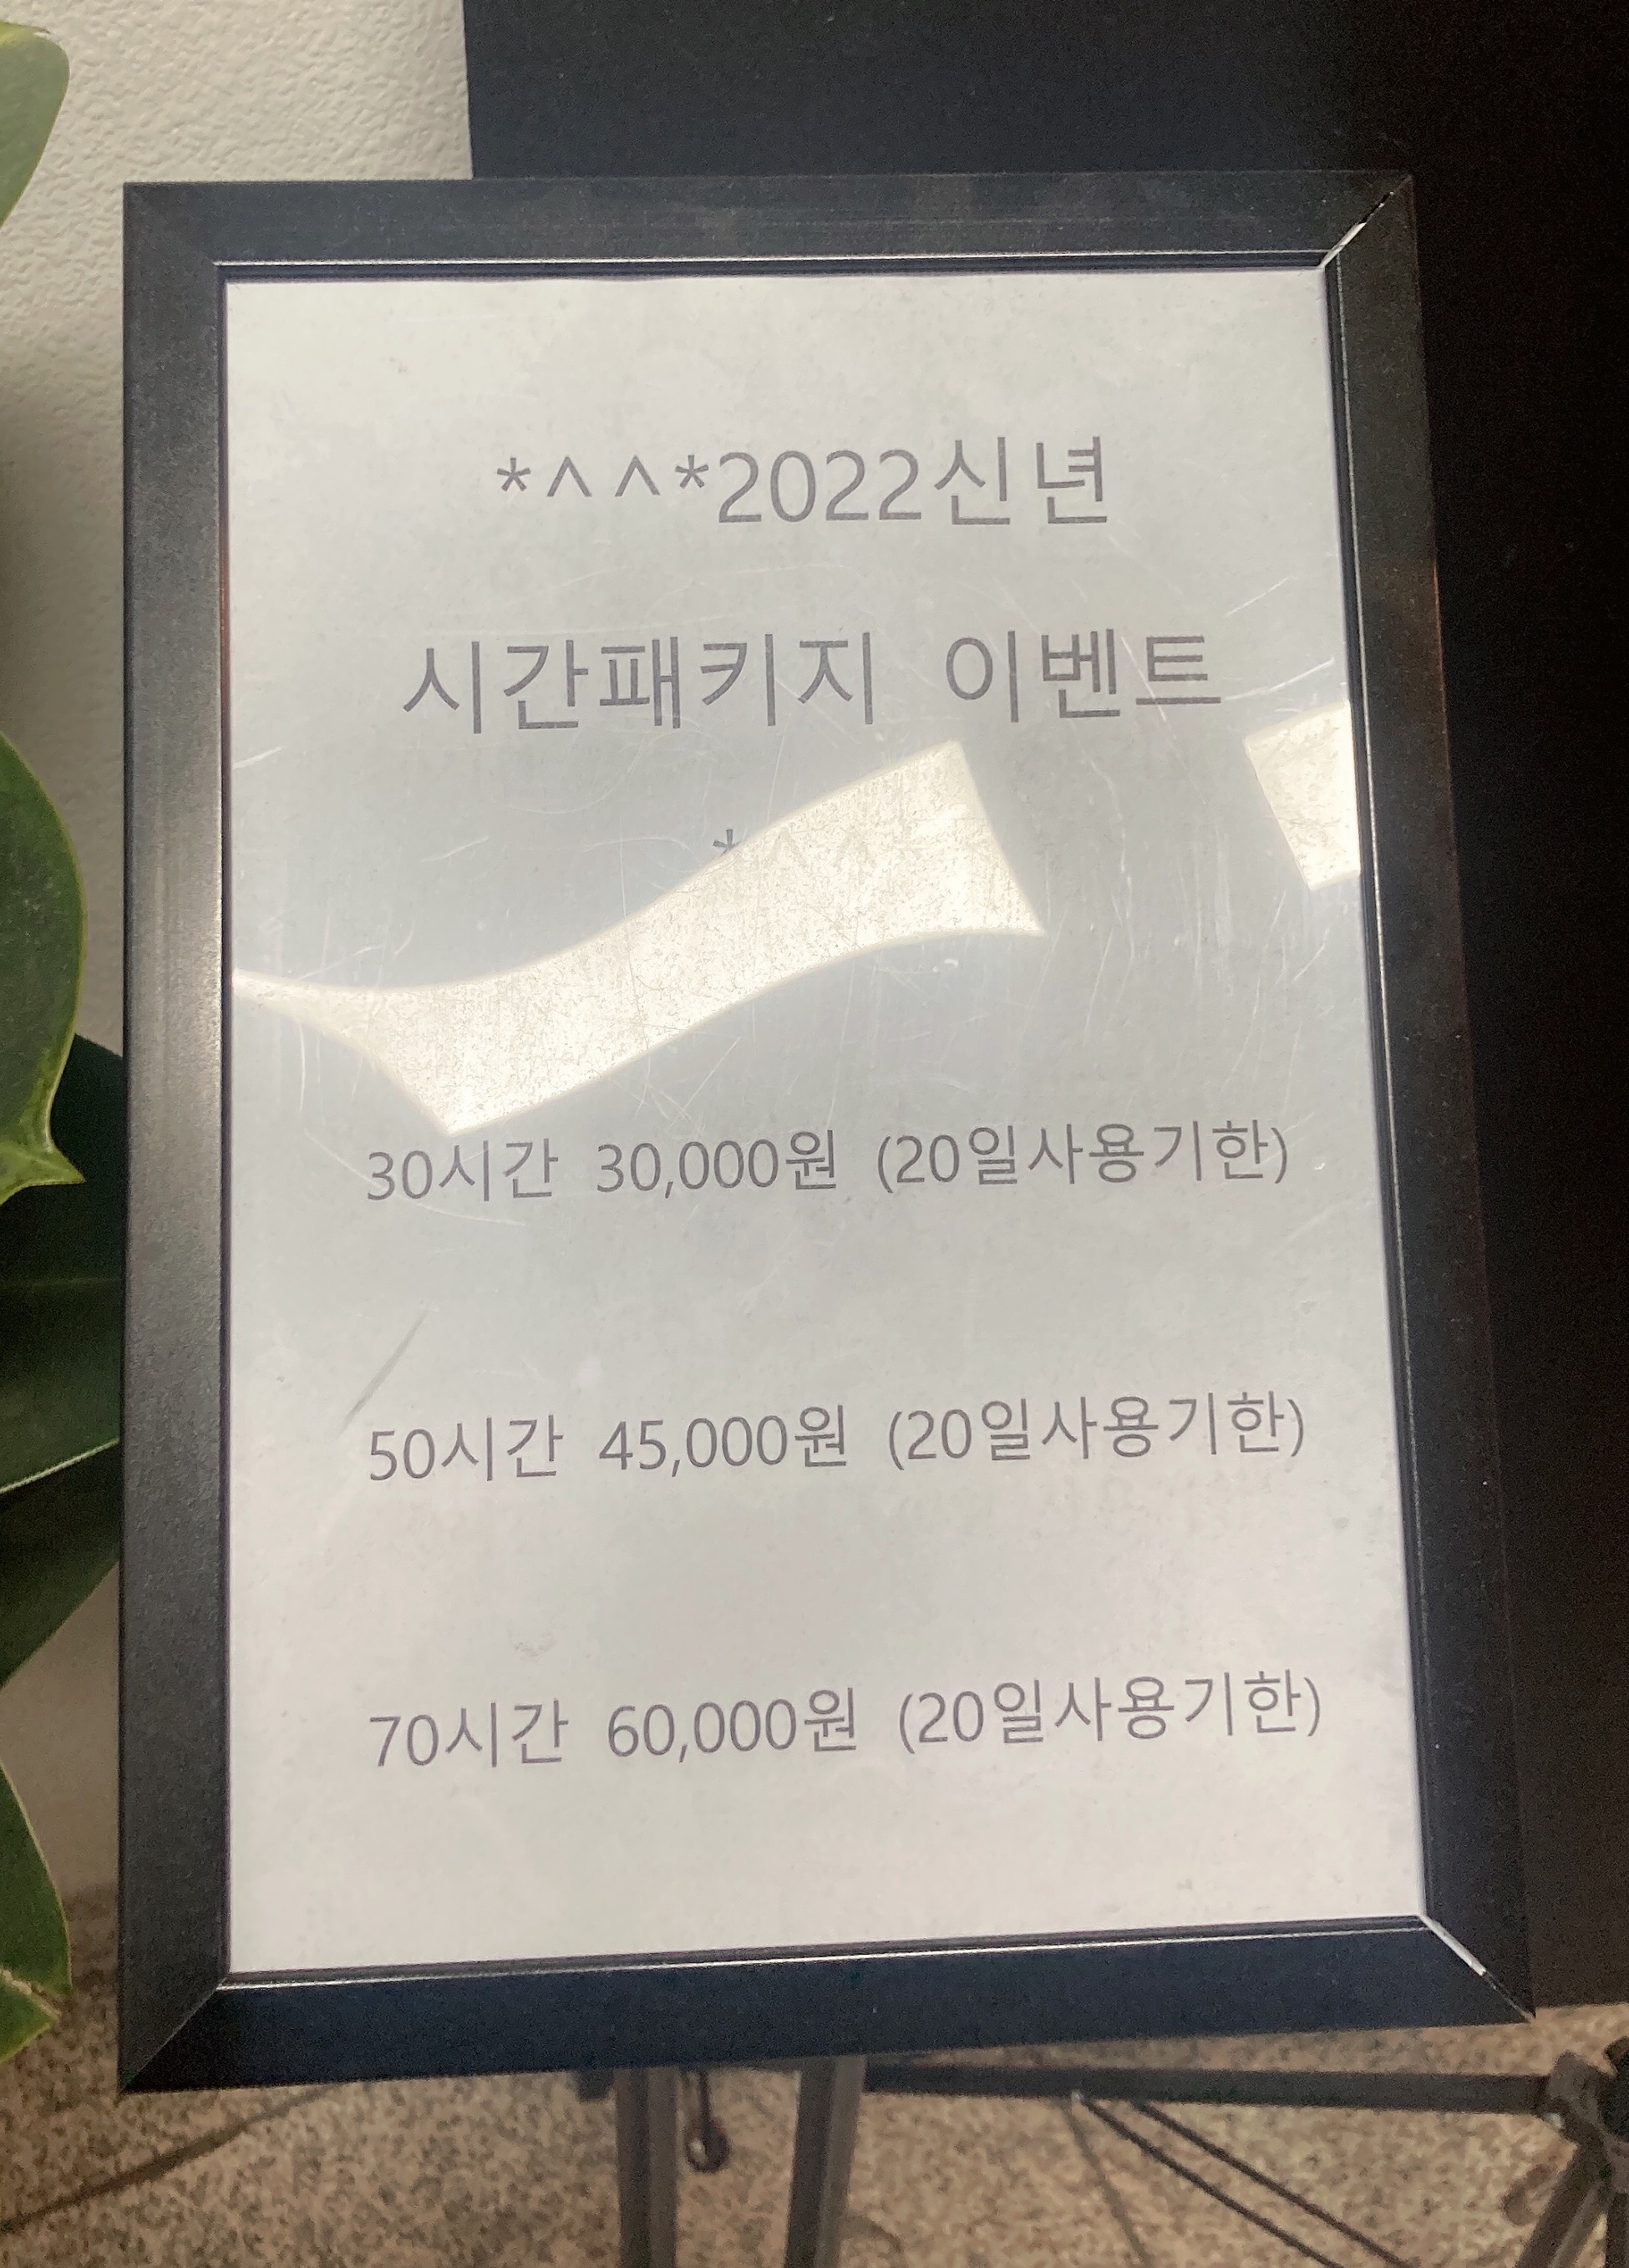 *^^*2022신년
시간패키지 이벤트
*
30시간 30,000원 (20일사용기한)
50시간 45,000원 (20일사용기한)
70시간 60,000원 (20일사용기한)